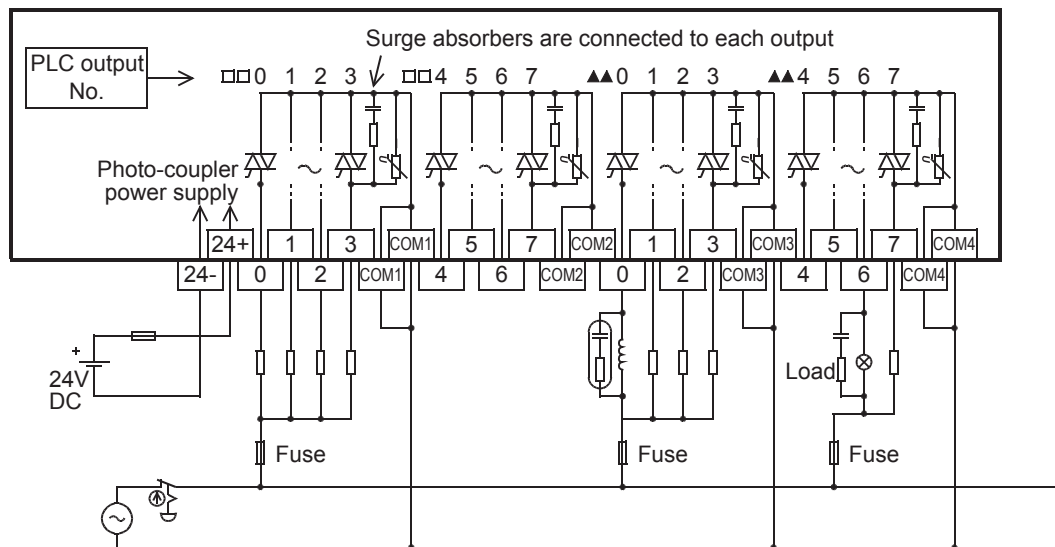 Surge absorbers are connected to each output
PLC output
No.
□□ 0 1 2 3 □□ 4 5 6 7 ▲▲ 0 1 2 3 ▲▲ 4 5 6 7
Photo-coupler
power supply
24+ 1 3 COM1 5 7 COM2 1 3 COM3 5 7 COM4
24- 0 2 COM1 4 6 COM2 0 2 COM3 4 6 COM4
+
24V
DC
Load
Fuse Fuse Fuse